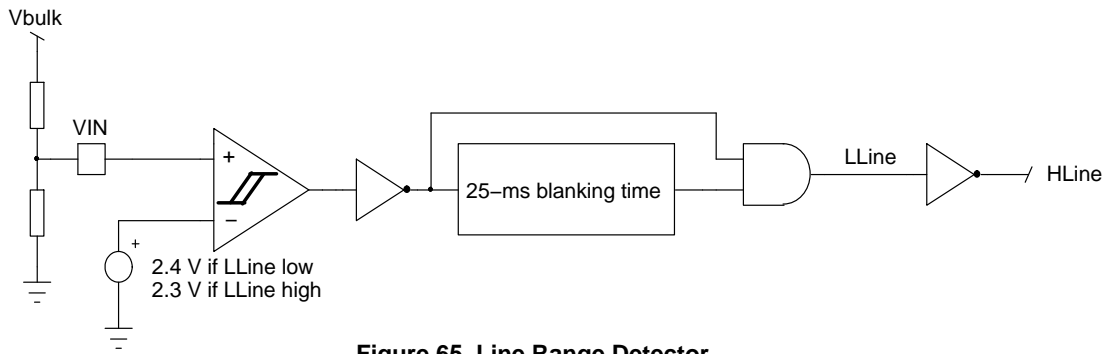 Vbulk
VIN
+
−
+
2.4 V if LLine low
2.3 V if LLine high
25−ms blanking time
LLine
HLine
Figure 65. Line Range Detector